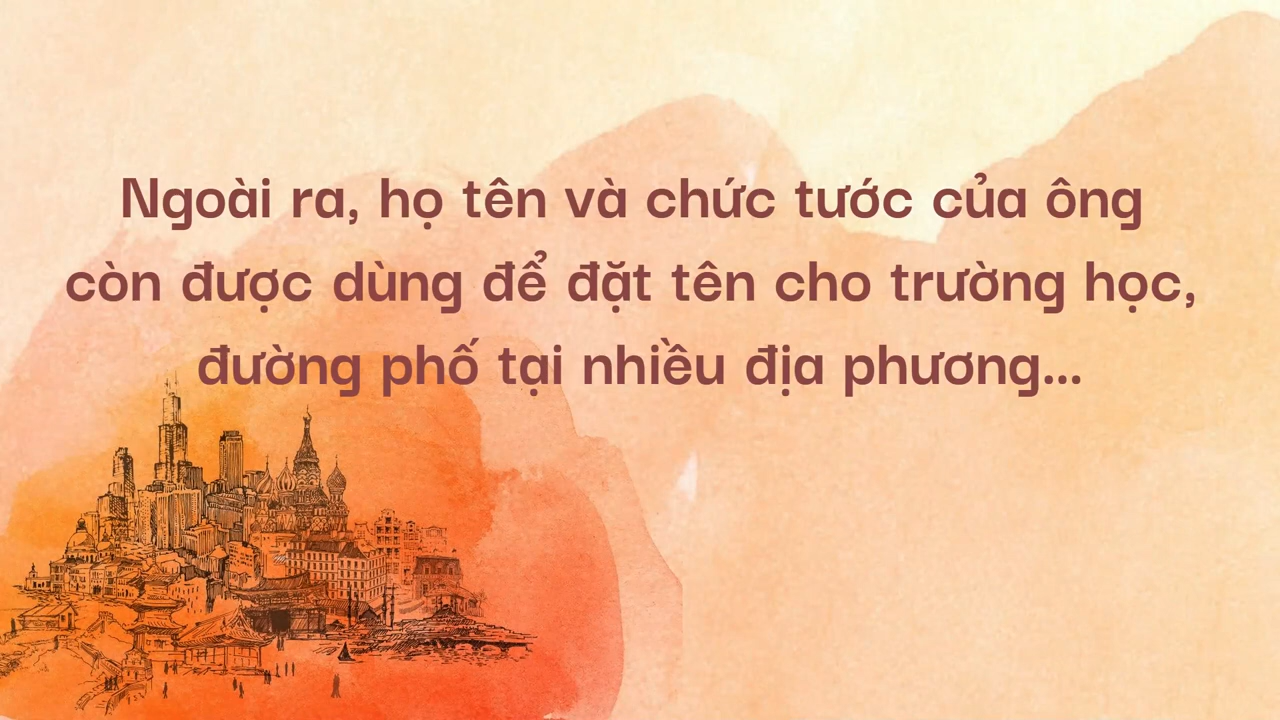 Ngoài ra, họ tên và chức tước của ông
còn được dùng để đặt tên cho trường học,
đường phố tại nhiều địa phương...